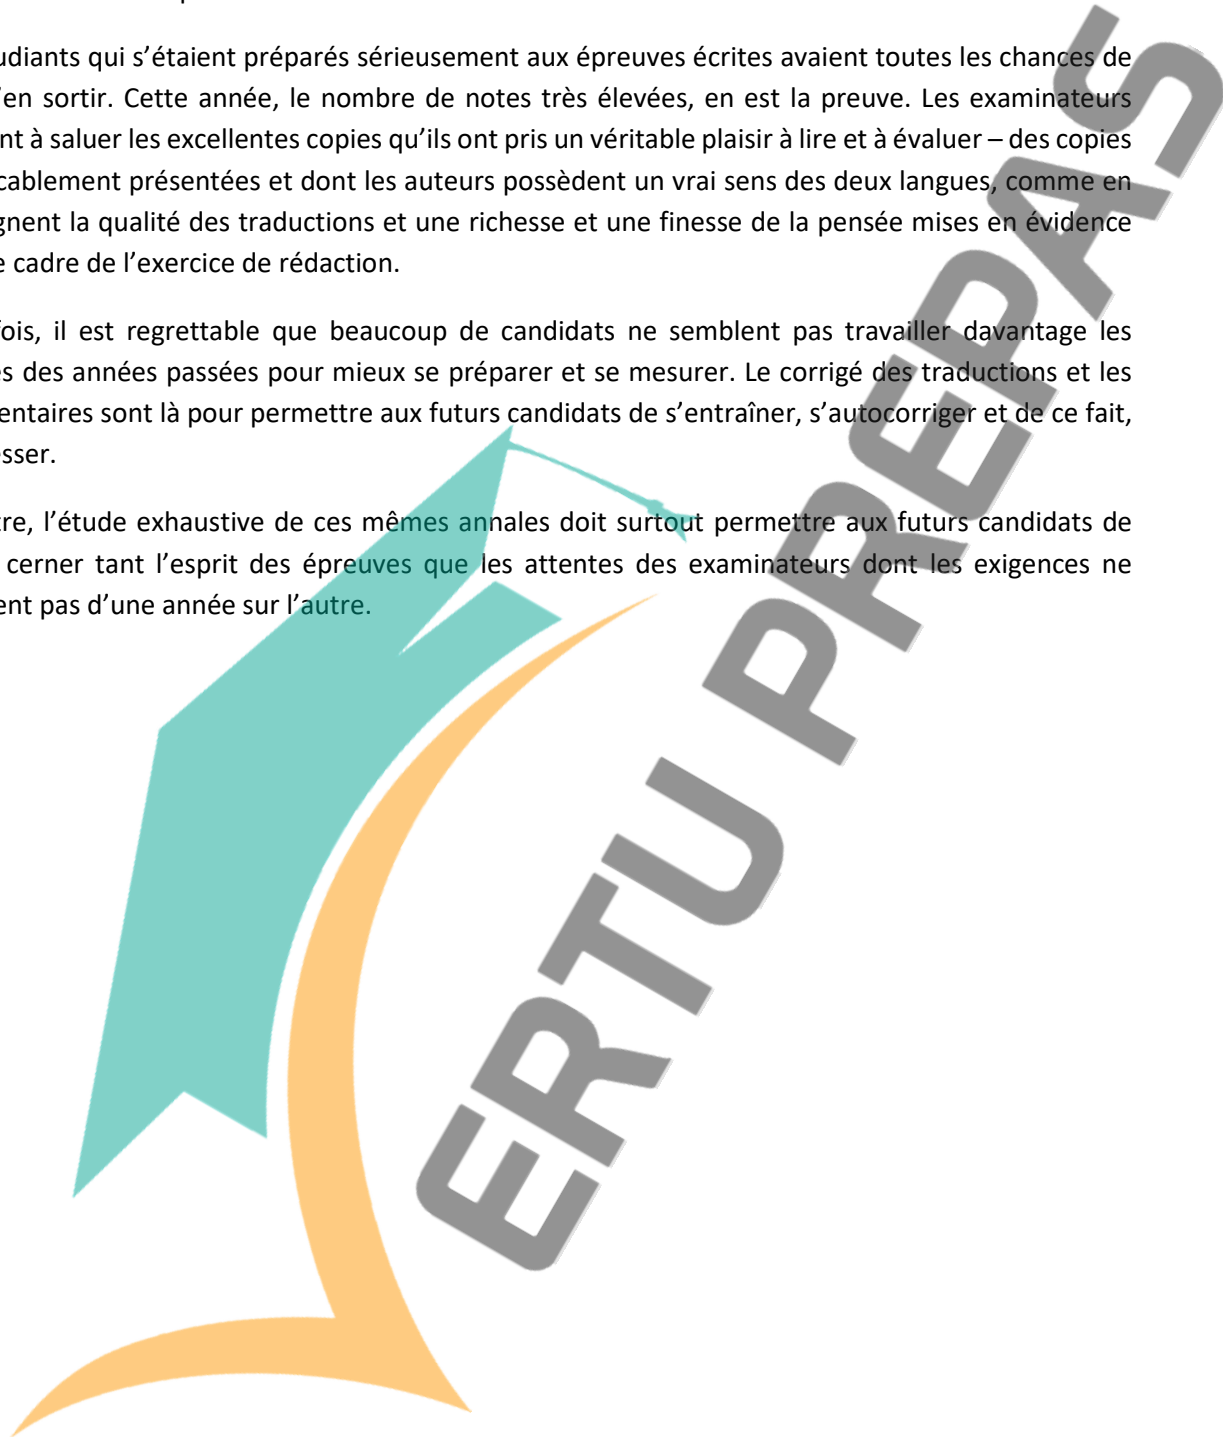 udiants qui s’étaient préparés sérieusement aux épreuves écrites avaient toutes les chances de
’en sortir. Cette année, le nombre de notes très élevées, en est la preuve. Les examinateurs
nt à saluer les excellentes copies qu’ils ont pris un véritable plaisir à lire et à évaluer – des copies
cablement présentées et dont les auteurs possèdent un vrai sens des deux langues, comme en
gnent la qualité des traductions et une richesse et une finesse de la pensée mises en évidence
e cadre de l’exercice de rédaction.
fois, il est regrettable que beaucoup de candidats ne semblent pas travailler davantage les
es des années passées pour mieux se préparer et se mesurer. Le corrigé des traductions et les
entaires sont là pour permettre aux futurs candidats de s’entraîner, s’autocorriger et de ce fait,
esser.
tre, l’étude exhaustive de ces mêmes annales doit surtout permettre aux futurs candidats de
cerner tant l’esprit des épreuves que les attentes des examinateurs dont les exigences ne
ent pas d’une année sur l’autre.
ERTU PREPAS